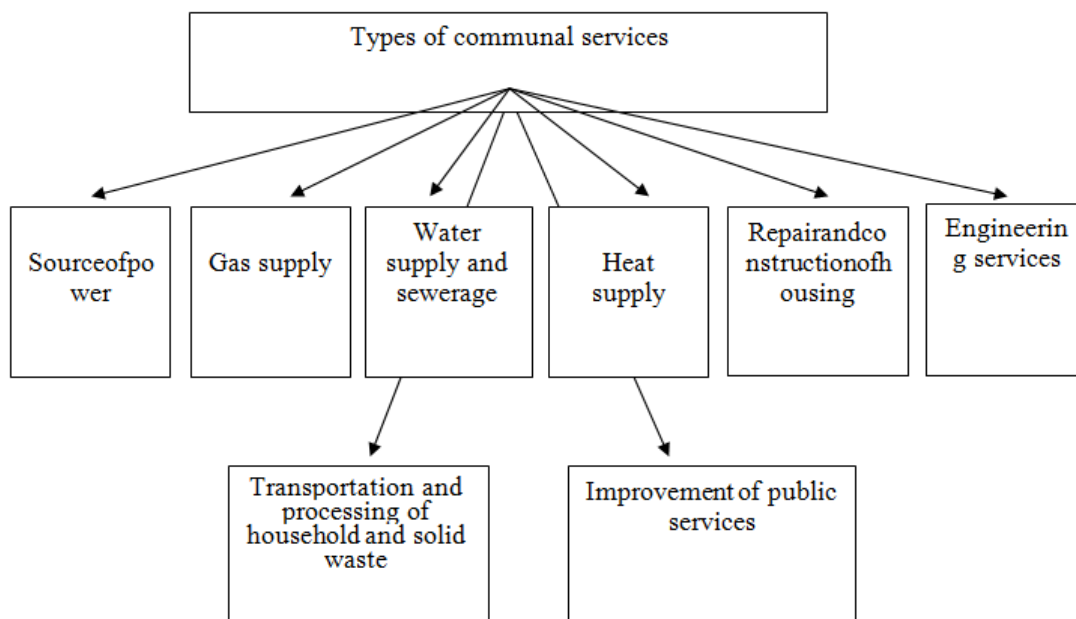 Types of communal services
Sourceofpo
wer
Gas supply
Water
supply and
sewerage
Heat
supply
Repairandco
nstructionofh
ousing
Engineerin
g services
Transportation and
processing of
household and solid
waste
Improvement of public
services